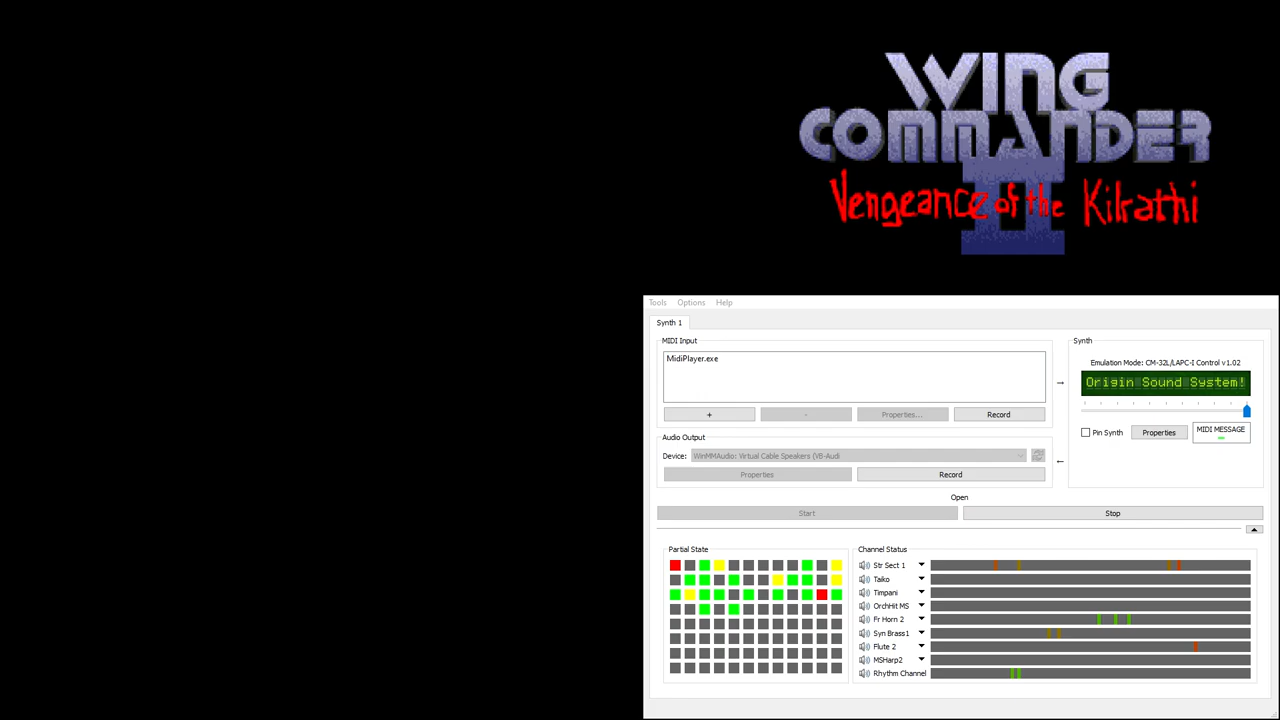 WING
COMMANDER
II
Vengeance of the Kilrathi
Tools Options Help
Synth 1
MIDI Input
MidiPlayer.exe
+ - Properties... Record
Audio Output
Device: WinMMAudio: Virtual Cable Speakers (VB-Audi
Properties Record
Synth
Emulation Mode: CM-32L/LAPC-I Control v1.02
Origin Sound System!
Pin Synth Properties MIDI MESSAGE
Open
Start Stop
Partial State
Channel Status
Str Sect 1
Taiko
Timpani
OrchHit MS
Fr Horn 2
Syn Brass1
Flute 2
MSHarp2
Rhythm Channel